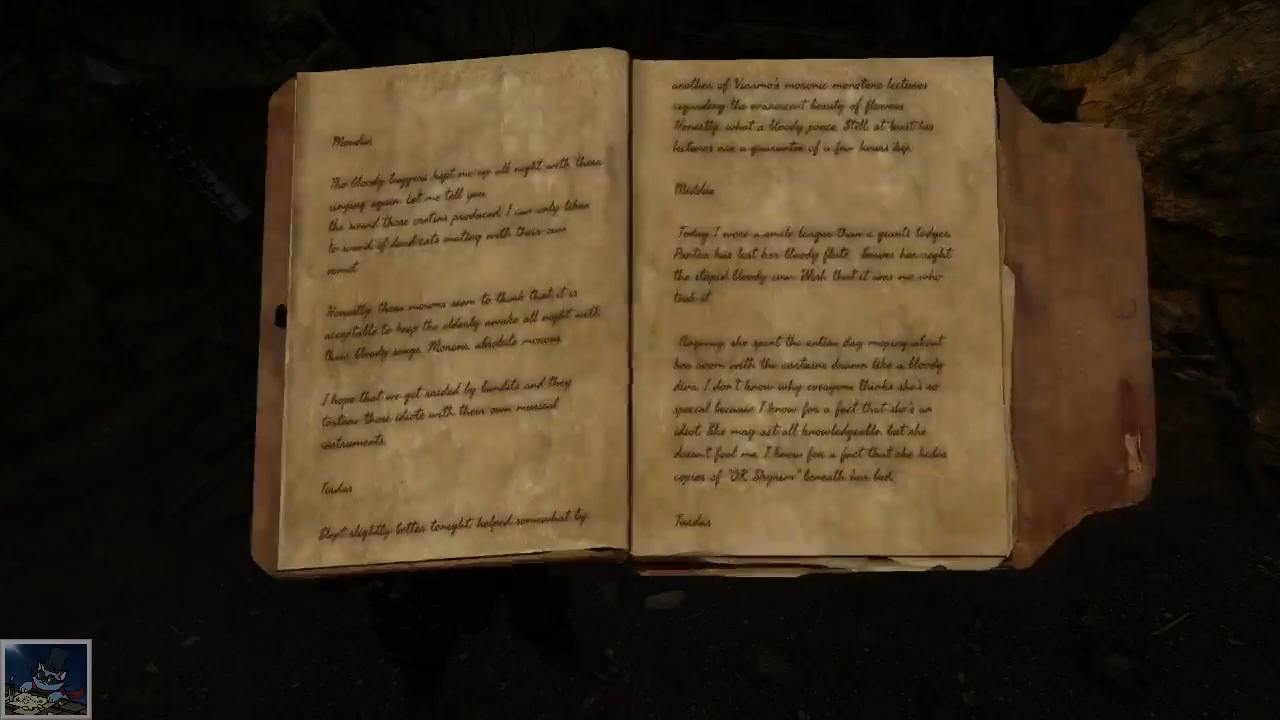 Mondas
The bloody buggers kept me up all night with their
singing again. Let me tell you
the sound those cretins produced I can only liken
to sound of dead cats mating with their own
vomit
Honestly those morons seem to think that it is
acceptable to keep the elderly awake all night with
their bloody songs. Morons, absolute morons.
I hope that we get raided by bandits and they
torture those idiots with their own musical
instruments.
Tirdas
Slept slightly better tonight, helped somewhat by
another of Viarmo's moronic monotone lectures
regarding the evanescent beauty of flowers
Honestly, what a bloody ponce. Still at least his
lectures are a guarantee of a few hours kip.
Middas
Today I wore a smile larger than a giants todger.
Pantea has lost her bloody flute. Serves her right
the stupid bloody cow. Wish that it was me who
took it.
Anyway, she spent the entire day moping about
her room with the curtains drawn like a bloody
diva. I don't know why everyone thinks she's so
special because I know for a fact that she's an
idiot. She may act all knowledgeable, but she
doesn't fool me. I know for a fact that she hides
copies of "OK Skyrim" beneath her bed.
Turdas